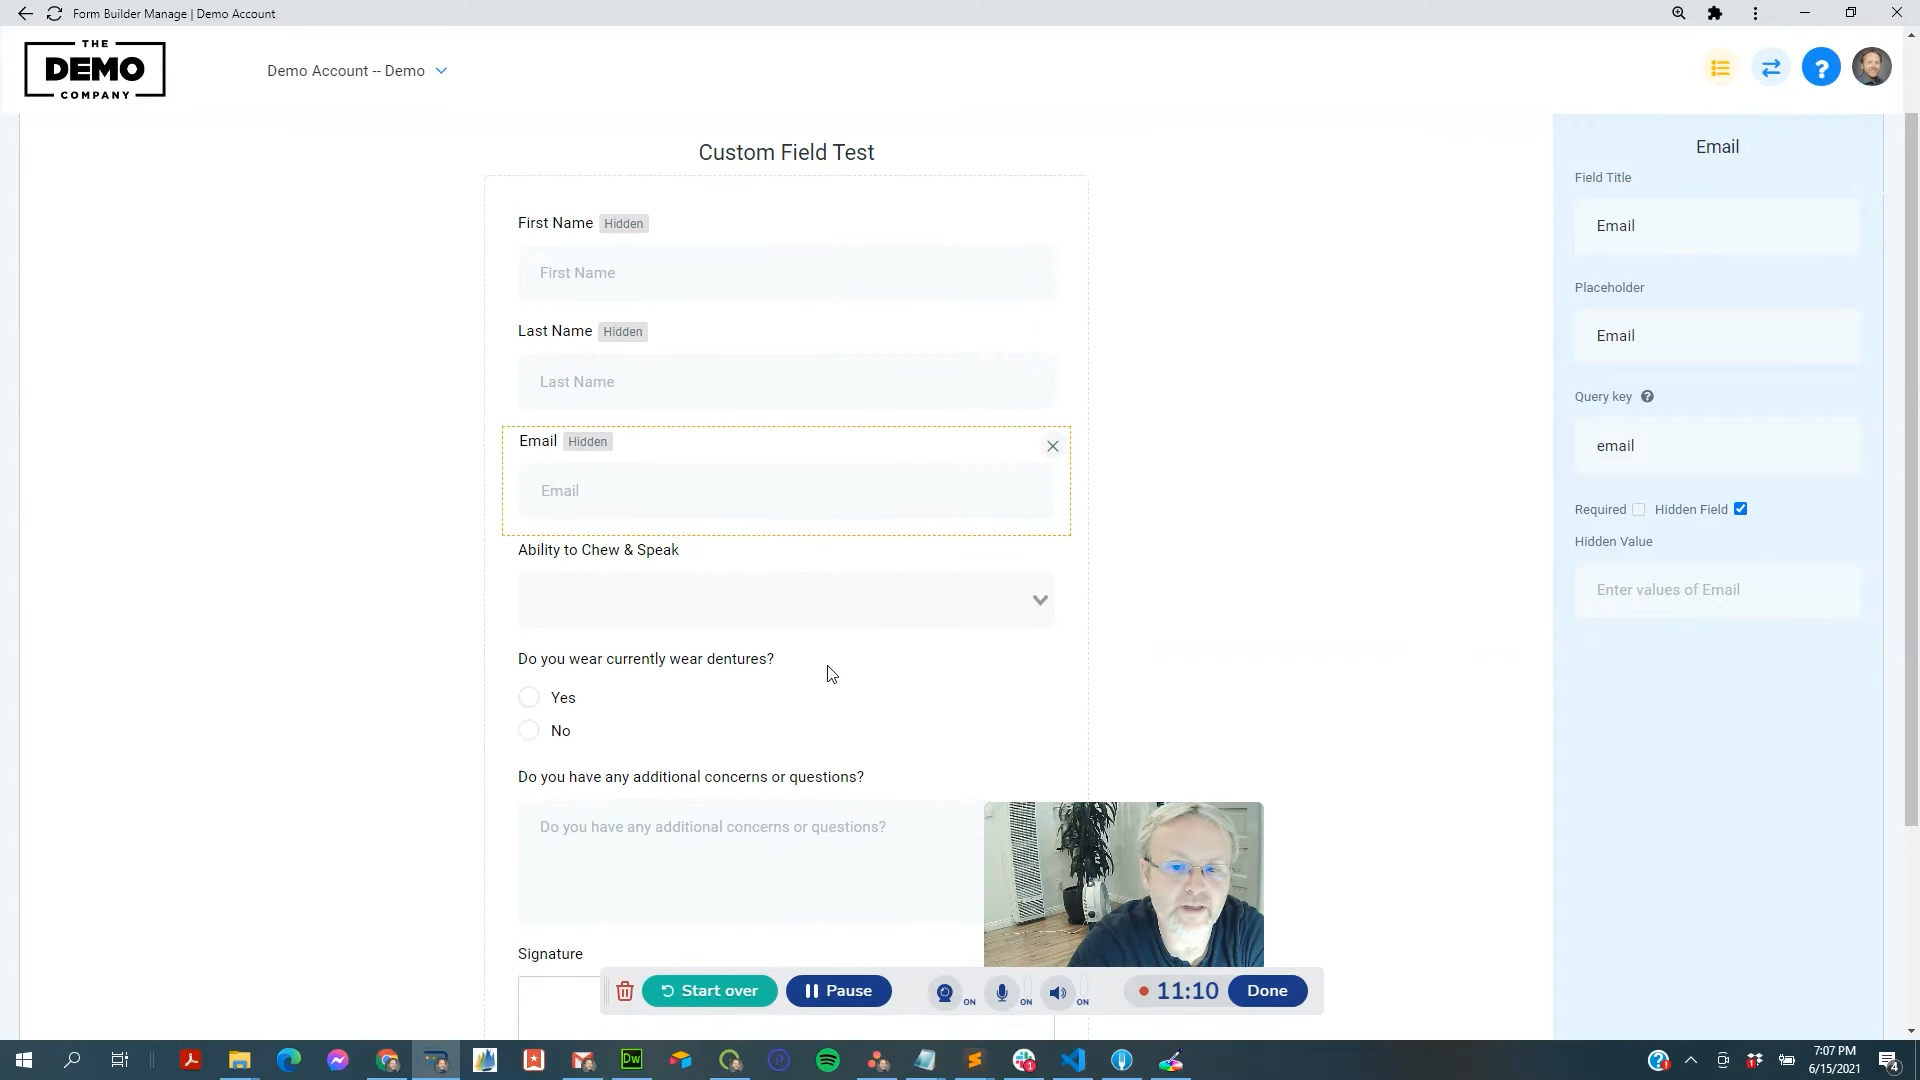 Form Builder Manage | Demo Account
THE
DEMO
COMPANY
Demo Account -- Demo
?
Custom Field Test
First Name Hidden
First Name
Last Name Hidden
Last Name
Email Hidden
Email
Ability to Chew & Speak
Do you wear currently wear dentures?
Yes
No
Do you have any additional concerns or questions?
Do you have any additional concerns or questions?
Signature
Email
Field Title
Email
Placeholder
Email
Query key ?
email
Required Hidden Field
Hidden Value
Enter values of Email
Start over
Pause
ON
ON
ON
11:10
Done
Dw
1
?
7:07 PM
6/15/2021
4